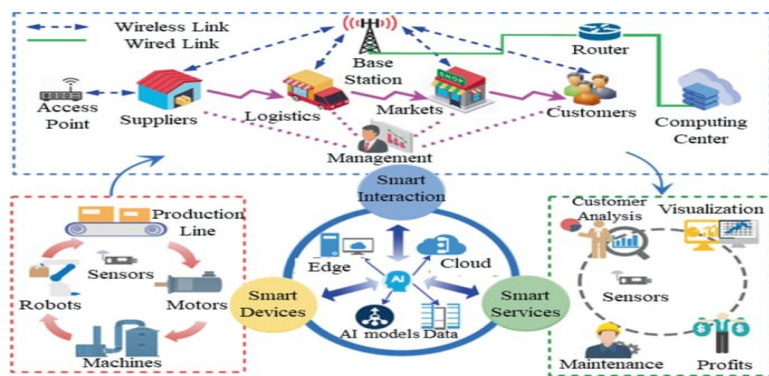 Wireless Link
Wired Link
Base
Station
Router
Access
Point
Suppliers
Logistics
Markets
SHOP
Customers
Computing
Center
Management
Smart
Interaction
Production
Line
Sensors
Robots
Motors
Machines
Smart
Devices
Edge
Cloud
AI
AI models
Data
Smart
Services
Customer
Analysis
Visualization
Sensors
Maintenance
Profits